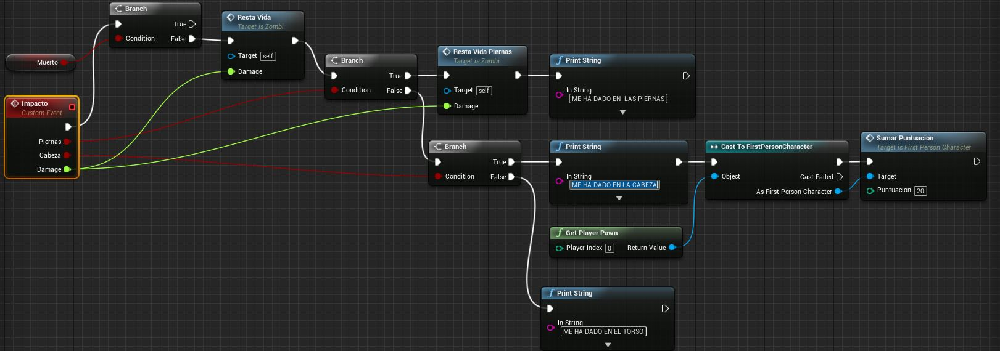 Branch
True
Condition
False
Muerto
Impacto
Custom Event
Piernas
Cabeza
Damage
Resta Vida
Target is Zombi
Target self
Damage
Branch
True
Condition
False
Resta Vida Piernas
Target is Zombi
Target self
Damage
Print String
In String
ME HA DADO EN  LAS PIERNAS
Branch
True
Condition
False
Print String
In String
ME HA DADO EN LA CABEZA
Cast To FirstPersonCharacter
Object
Cast Failed
As First Person Character
Sumar Puntuacion
Target is First Person Character
Target
Puntuacion 20
Get Player Pawn
Player Index 0
Return Value
Print String
In String
ME HA DADO EN EL TORSO